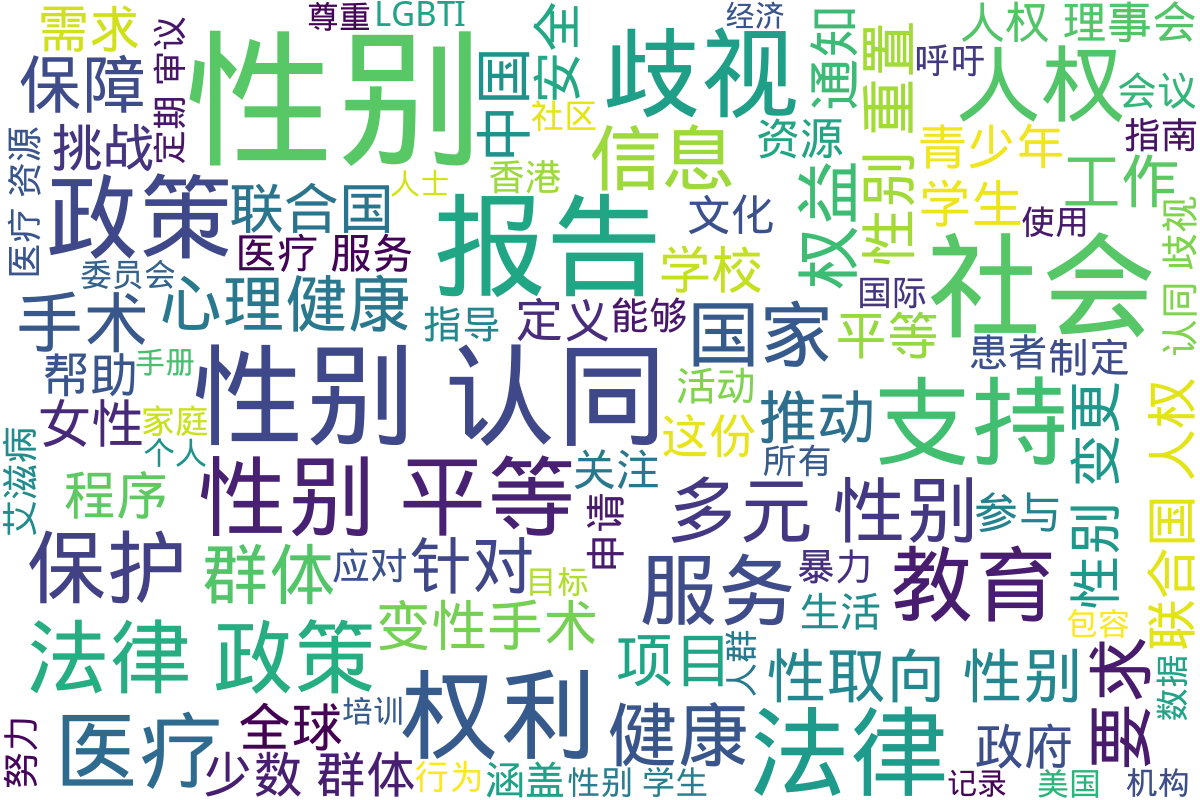 尊重
LGBTI
经济
需求
定期 审议
性别
中国
安全
歧视
通知
重置
人权 理事会
呼吁
人权
会议
保障
社区
信息
资源
青少年
指南
挑战
医疗 资源
政策
联合国
人士
香港
报告
文化
权益
性别
学生
使用
工作
认同 歧视
医疗 服务
委员会
学校
社会
手术
心理健康
指导
定义
能够
国家
国际
平等
患者
制定
帮助
手册
性别 认同
活动
支持
变更
人权
女性
家庭
个人
这份
推动
艾滋病
程序
性别 平等
关注
所有
多元 性别
参与
申请
保护
群体
应对
针对
目标
服务
暴力
教育
性别
联合国
法律 政策
变性手术
生活
包容
项目
人群
性取向 性别
要求
数据
医疗
全球
培训
权利
健康
法律
政府
努力
少数 群体
行为
涵盖
性别 学生
记录
美国
机构